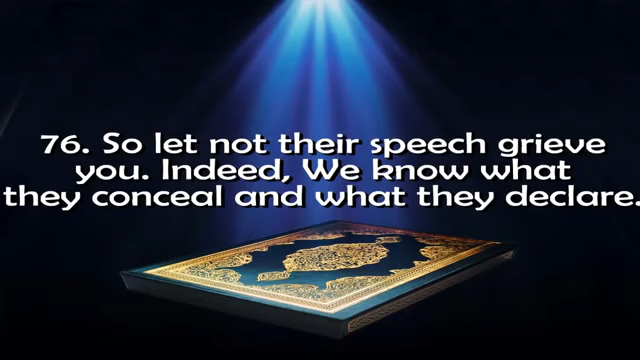 76. So let not their speech grieve
you. Indeed, We know what
they conceal and what they declare.